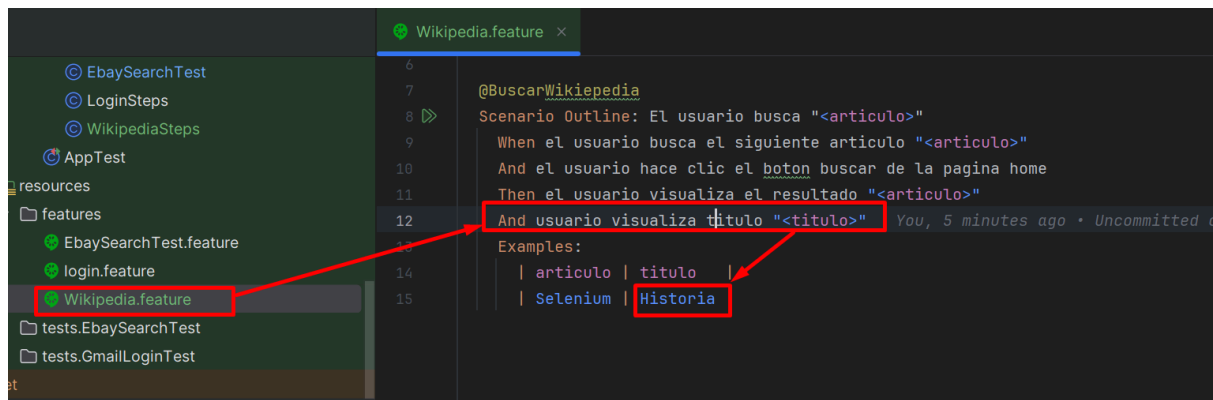 Wikipedia.feature ×
EbaySearchTest
LoginSteps
WikipediaSteps
AppTest
resources
features
EbaySearchTest.feature
login.feature
Wikipedia.feature
tests.EbaySearchTest
tests.GmailLoginTest
et
6
7 @BuscarWikiepedia
8 Scenario Outline: El usuario busca "<articulo>"
9 When el usuario busca el siguiente articulo "<articulo>"
10 And el usuario hace clic el boton buscar de la pagina home
11 Then el usuario visualiza el resultado "<articulo>"
12 And usuario visualiza titulo "<titulo>" You, 5 minutes ago • Uncommitted
13 Examples:
14 | articulo | titulo |
15 | Selenium | Historia